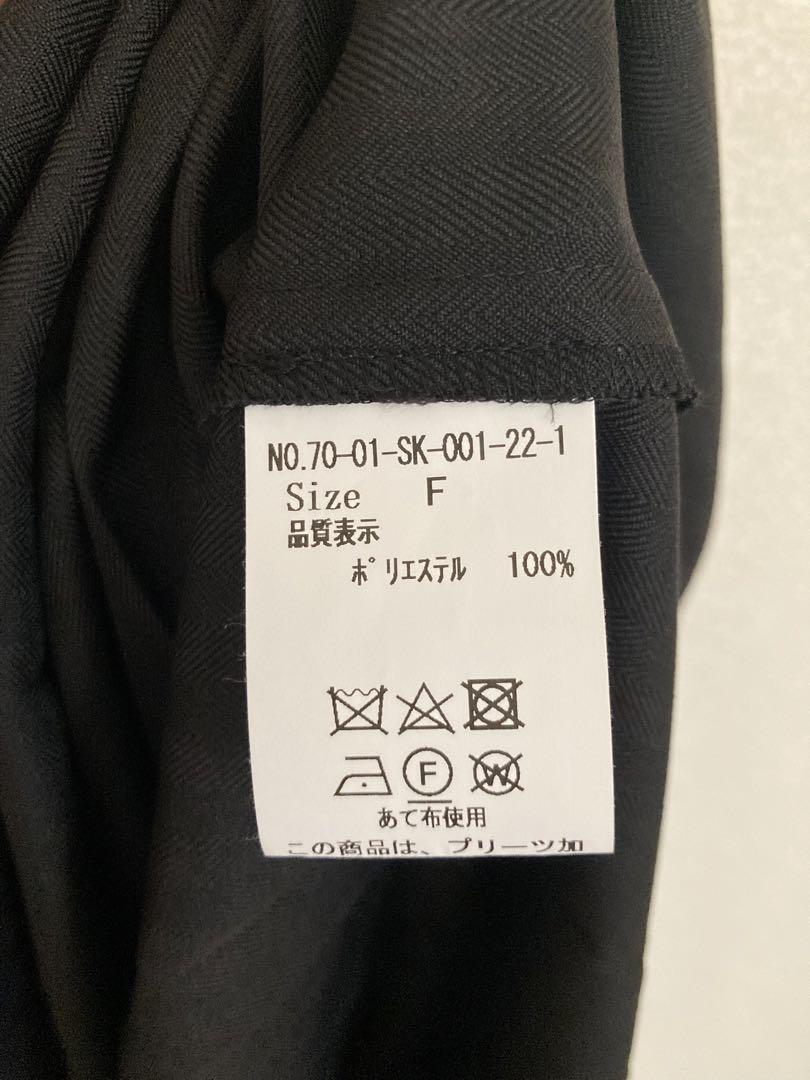 NO.70-01-SK-001-22-1
Size F
品質表示
ポリエステル 100%
F W
あて布使用
この商品は、プリーツ加